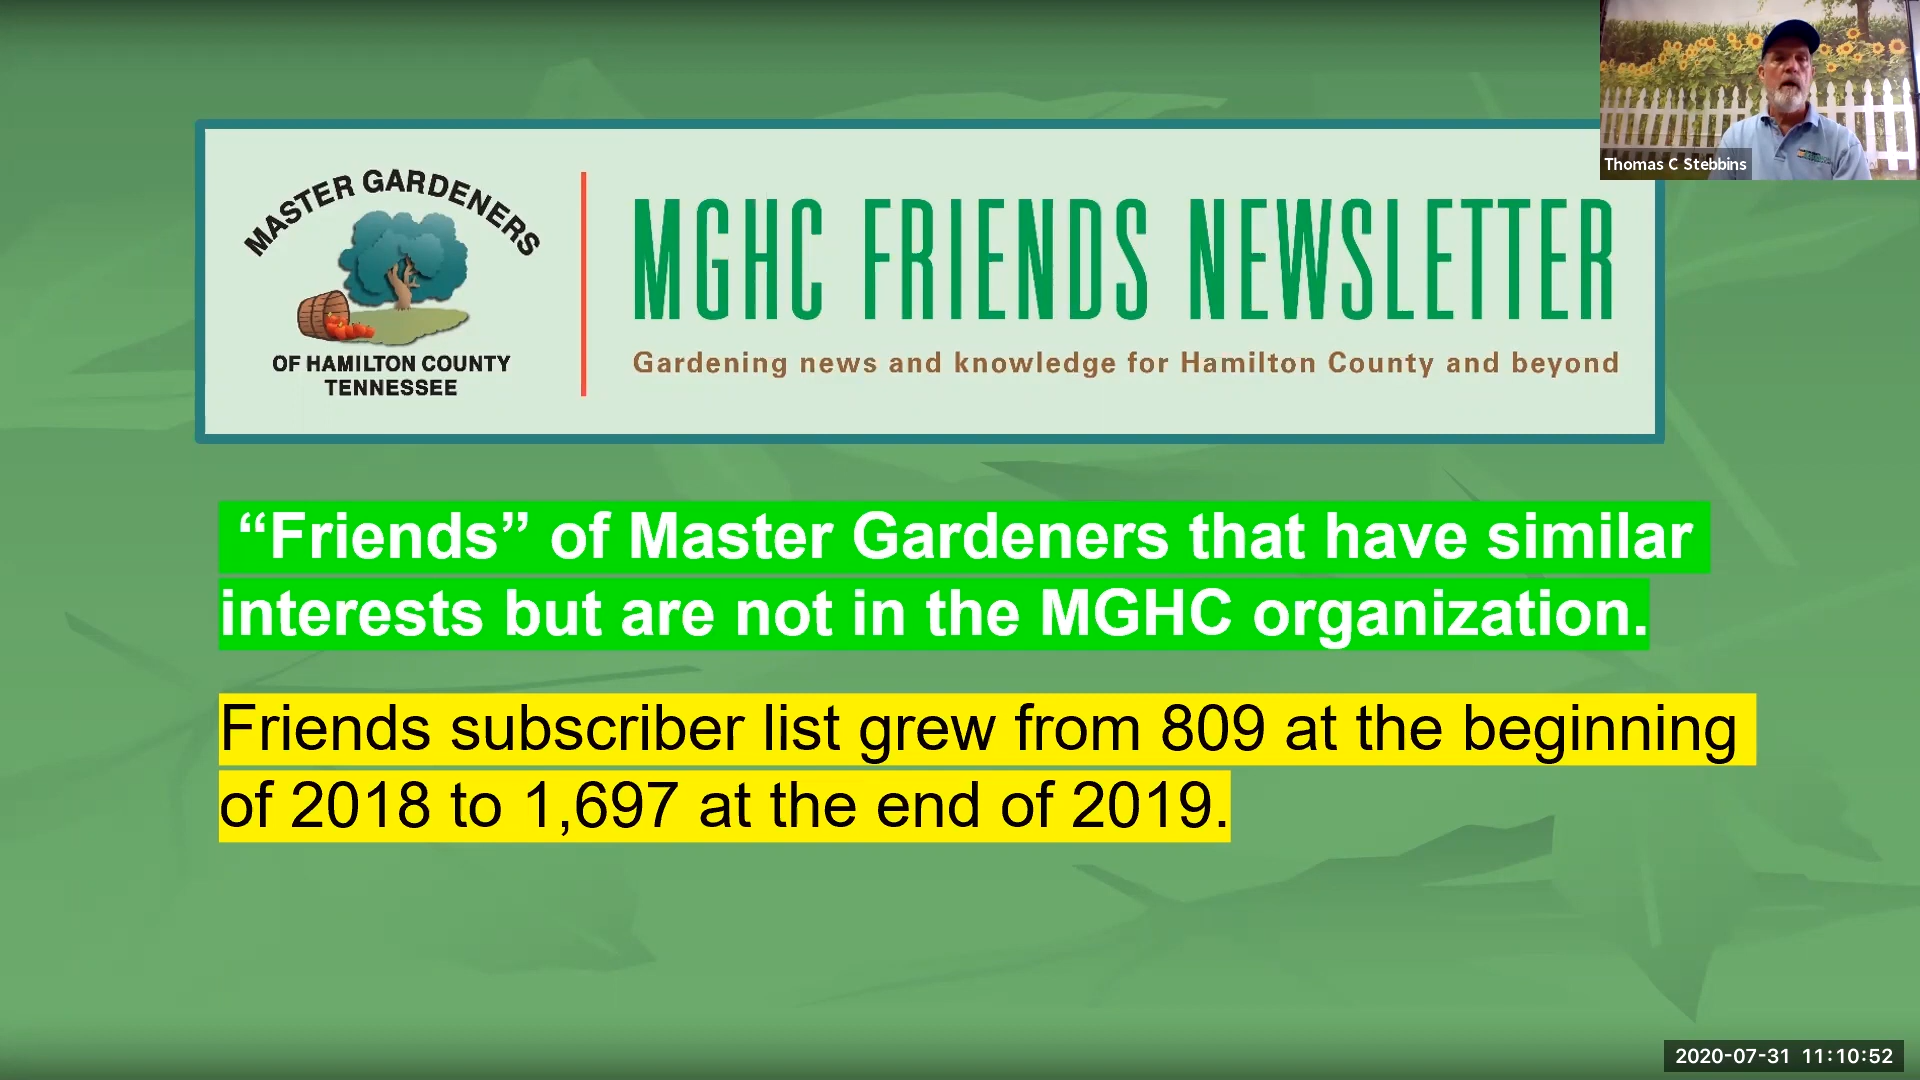 Thomas C Stebbins
MASTER GARDENERS
OF HAMILTON COUNTY
TENNESSEE
MGHC FRIENDS NEWSLETTER
Gardening news and knowledge for Hamilton County and beyond
“Friends” of Master Gardeners that have similar
interests but are not in the MGHC organization.
Friends subscriber list grew from 809 at the beginning
of 2018 to 1,697 at the end of 2019.
2020-07-31 11:10:52